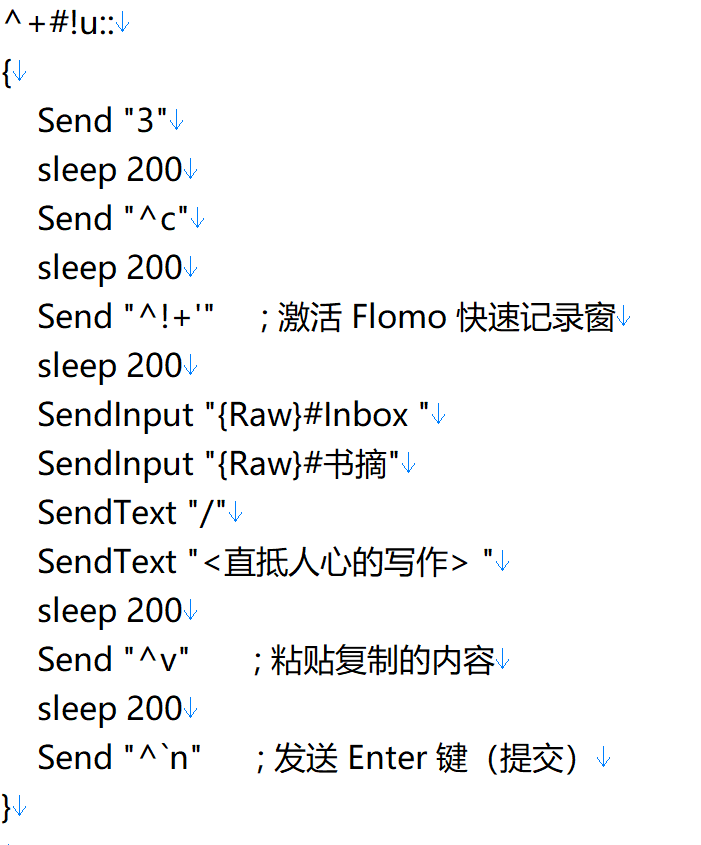 ^+#!u::↓
{↓
    Send "3"↓
    sleep 200↓
    Send "^c"↓
    sleep 200↓
    Send "^!+'"     ; 激活 Flomo 快速记录窗↓
    sleep 200↓
    SendInput "{Raw}#Inbox "↓
    SendInput "{Raw}#书摘"↓
    SendText "/"↓
    SendText "<直抵人心的写作> "↓
    sleep 200↓
    Send "^v"       ; 粘贴复制的内容↓
    sleep 200↓
    Send "^`n"      ; 发送 Enter 键（提交）↓
}↓